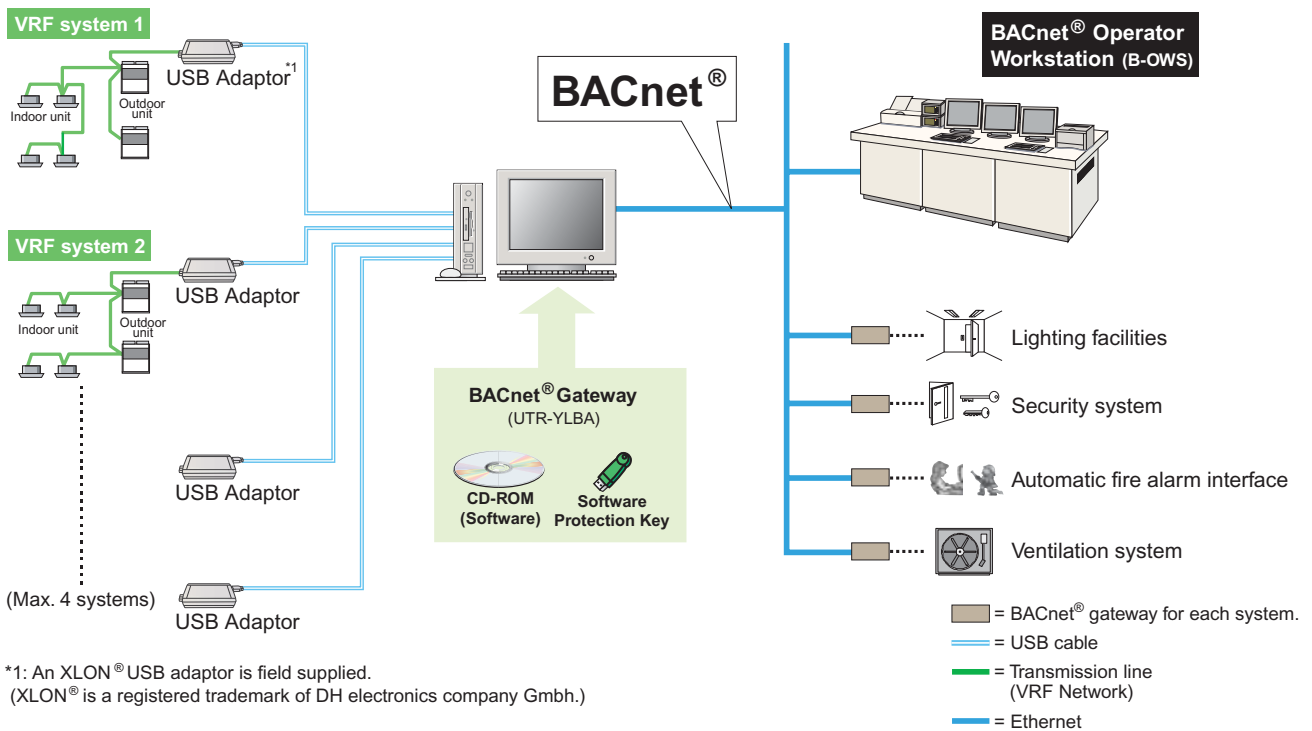 VRF system 1
USB Adaptor*1
Indoor unit
Outdoor
unit
BACnet®
BACnet® Operator
Workstation (B-OWS)
VRF system 2
USB Adaptor
Indoor unit
Outdoor
unit
USB Adaptor
(Max. 4 systems)
USB Adaptor
BACnet® Gateway
(UTR-YLBA)
CD-ROM
(Software)
Software
Protection Key
Lighting facilities
Security system
Automatic fire alarm interface
Ventilation system
= BACnet® gateway for each system.
= USB cable
= Transmission line
(VRF Network)
= Ethernet
*1: An XLON® USB adaptor is field supplied.
(XLON® is a registered trademark of DH electronics company Gmbh.)